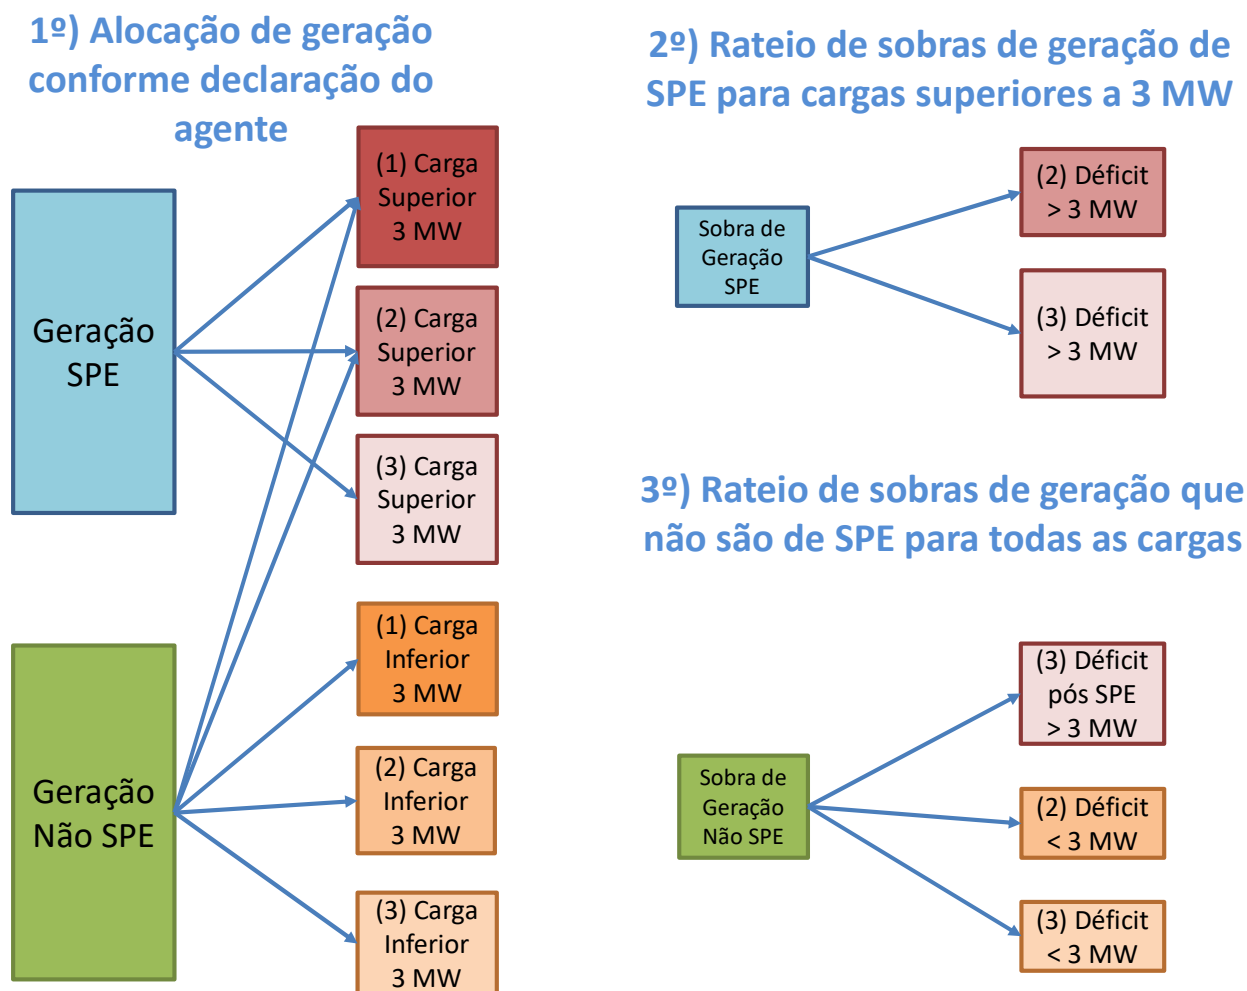 1º) Alocação de geração
conforme declaração do
agente
Geração
SPE
Geração
Não SPE
(1) Carga
Superior
3 MW
(2) Carga
Superior
3 MW
(3) Carga
Superior
3 MW
(1) Carga
Inferior
3 MW
(2) Carga
Inferior
3 MW
(3) Carga
Inferior
3 MW
2º) Rateio de sobras de geração de
SPE para cargas superiores a 3 MW
Sobra de
Geração
SPE
(2) Déficit
> 3 MW
(3) Déficit
> 3 MW
3º) Rateio de sobras de geração que
não são de SPE para todas as cargas
Sobra de
Geração
Não SPE
(3) Déficit
pós SPE
> 3 MW
(2) Déficit
< 3 MW
(3) Déficit
< 3 MW